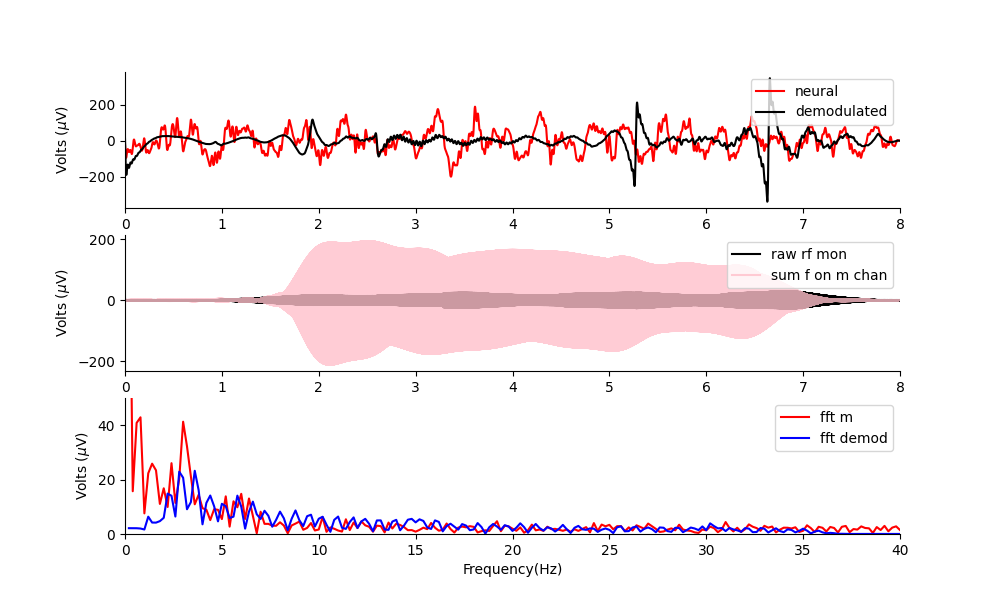 neural
demodulated
Volts (μV)
200
0
−200
0 1 2 3 4 5 6 7 8
raw rf mon
sum f on m chan
Volts (μV)
200
0
−200
0 1 2 3 4 5 6 7 8
fft m
fft demod
Volts (μV)
40
20
0
0 5 10 15 20 25 30 35 40
Frequency(Hz)